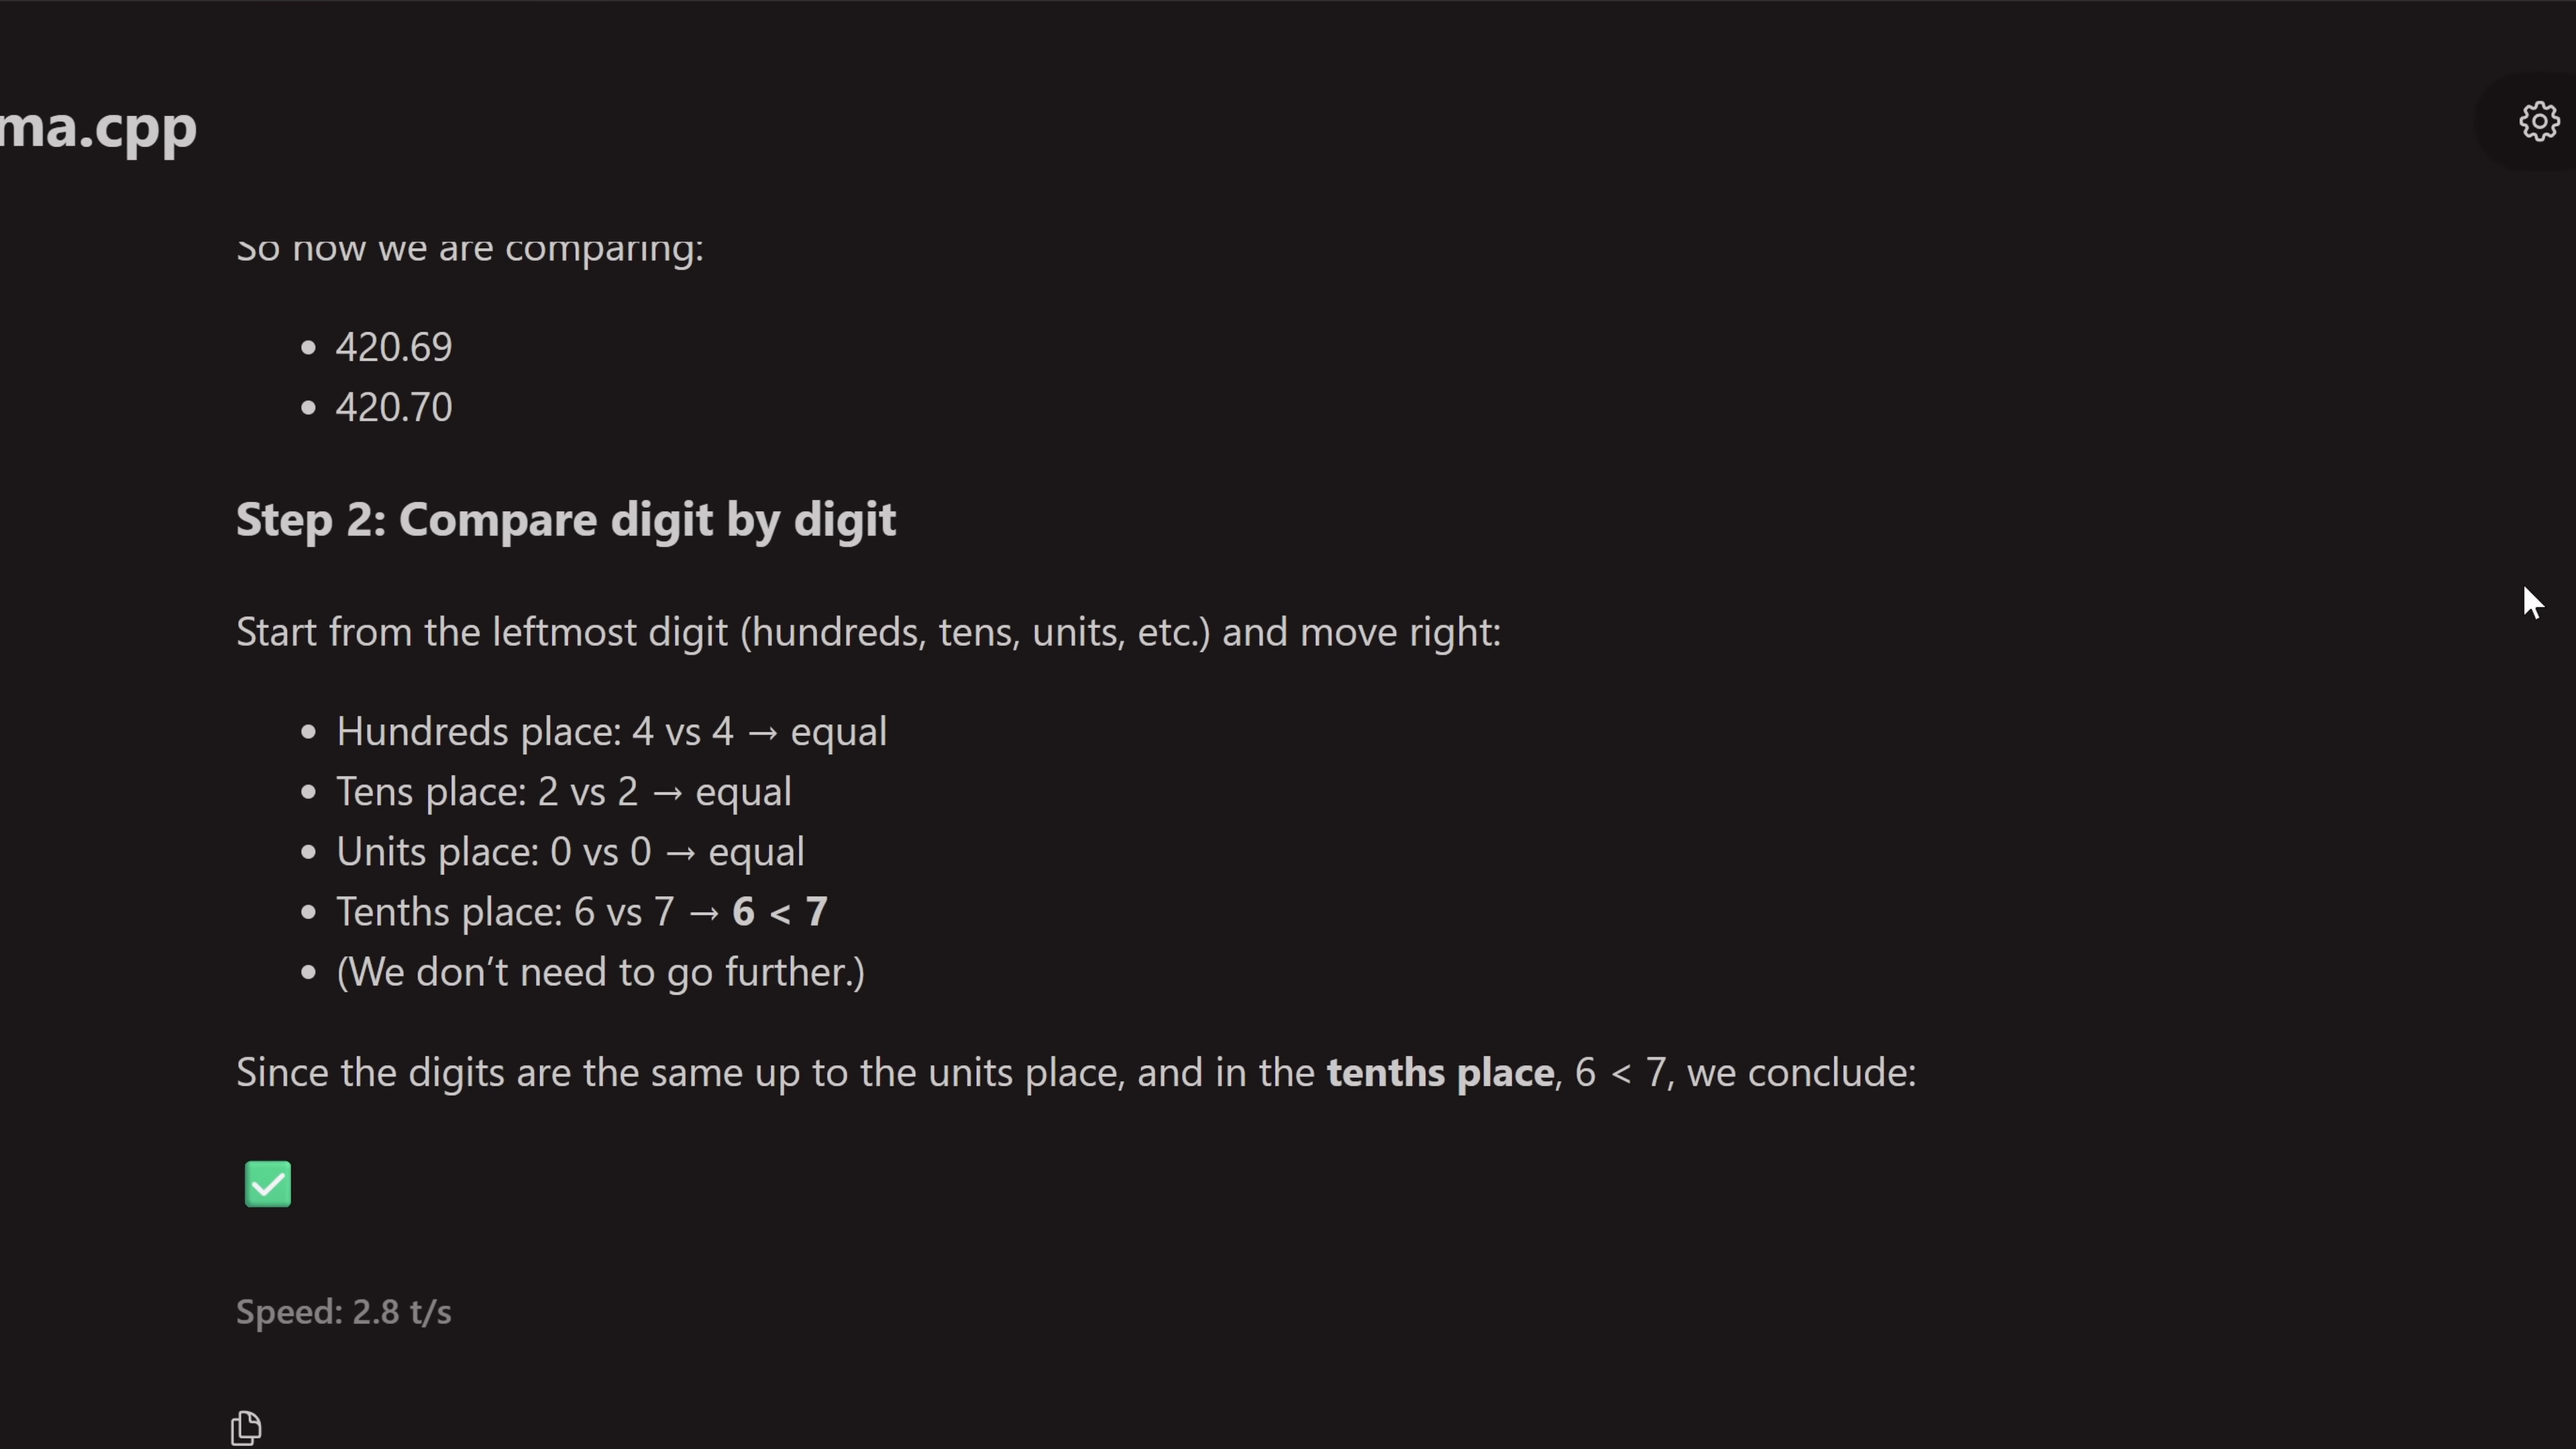 ma.cpp
So now we are comparing:
• 420.69
• 420.70
Step 2: Compare digit by digit
Start from the leftmost digit (hundreds, tens, units, etc.) and move right:
• Hundreds place: 4 vs 4 → equal
• Tens place: 2 vs 2 → equal
• Units place: 0 vs 0 → equal
• Tenths place: 6 vs 7 → 6 < 7
• (We don’t need to go further.)
Since the digits are the same up to the units place, and in the tenths place, 6 < 7, we conclude:
✅
Speed: 2.8 t/s